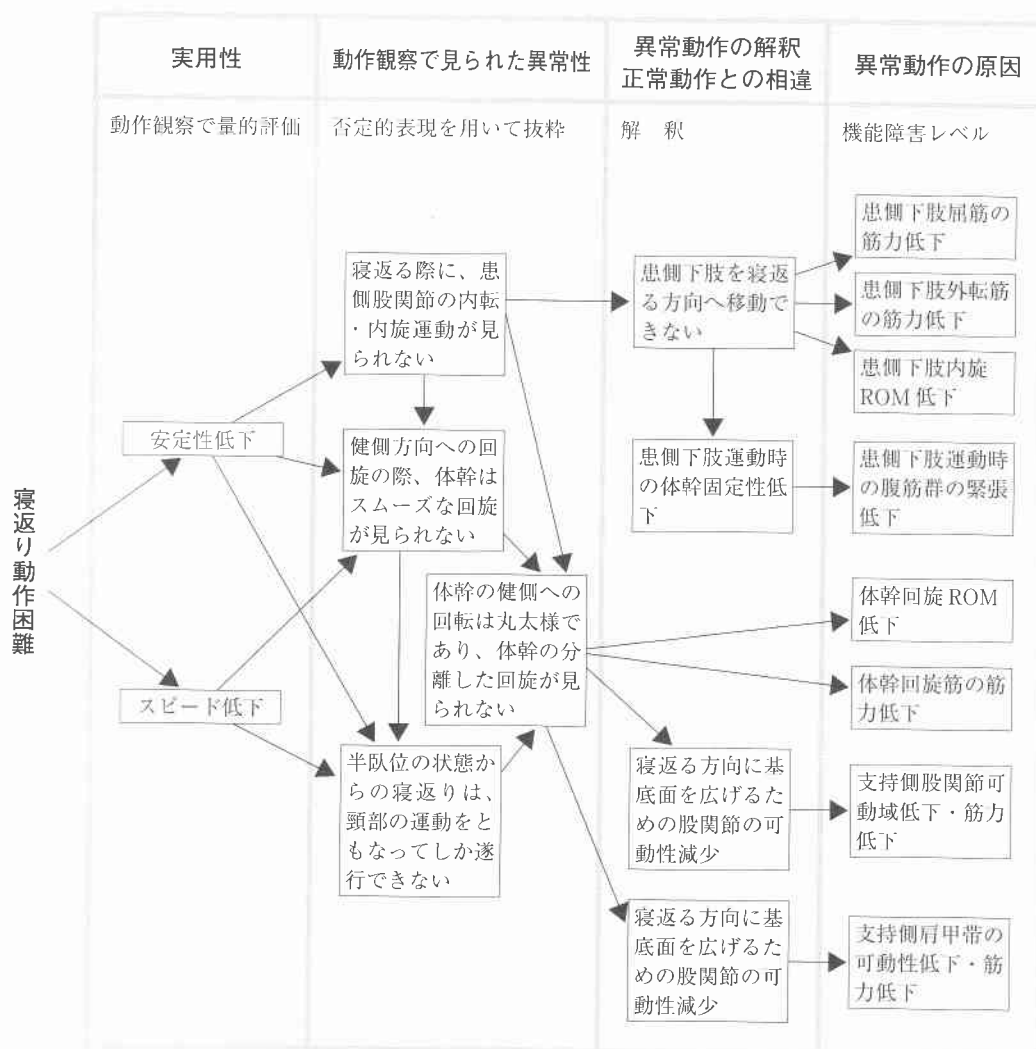 実用性
動作観察で見られた異常性
異常動作の解釈
正常動作との相違
異常動作の原因
動作観察で量的評価
否定的表現を用いて抜粋
解 釈
機能障害レベル
寝返り動作困難
安定性低下
スピード低下
寝返る際に、患
側股関節の内転
・内旋運動が見
られない
健側方向への回
旋の際、体幹は
スムーズな回旋
が見られない
体幹の健側への
回転は丸太様で
あり、体幹の分
離した回旋が見
られない
半臥位の状態か
らの寝返りは、
頸部の運動をと
もなってしか遂
行できない
患側下肢を寝返
る方向へ移動で
きない
患側下肢運動時
の体幹固定性低
下
寝返る方向に基
底面を広げるた
めの股関節の可
動性減少
寝返る方向に基
底面を広げるた
めの股関節の可
動性減少
患側下肢屈筋の
筋力低下
患側下肢外転筋
の筋力低下
患側下肢内旋
ROM 低下
患側下肢運動時
の腹筋群の緊張
低下
体幹回旋 ROM
低下
体幹回旋筋の筋
力低下
支持側股関節可
動域低下・筋力
低下
支持側肩甲帯の
可動性低下・筋
力低下